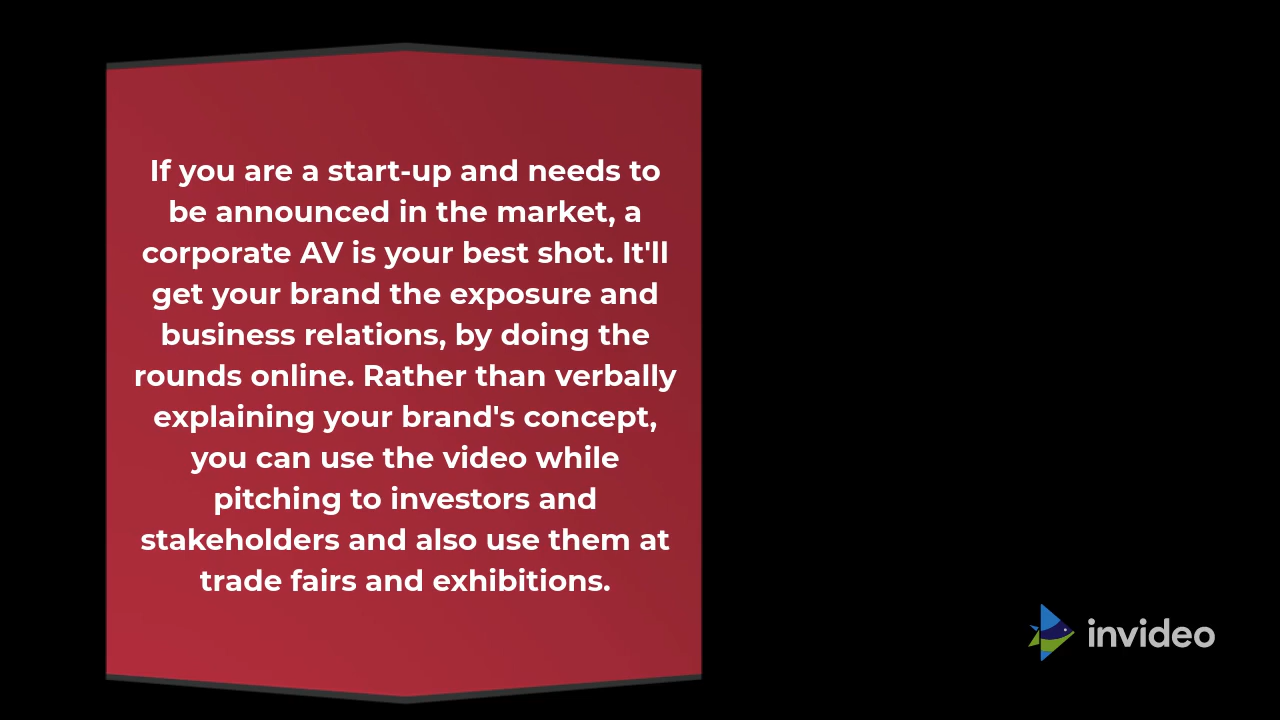 If you are a start-up and needs to
be announced in the market, a
corporate AV is your best shot. It'll
get your brand the exposure and
business relations, by doing the
rounds online. Rather than verbally
explaining your brand's concept,
you can use the video while
pitching to investors and
stakeholders and also use them at
trade fairs and exhibitions.
invideo